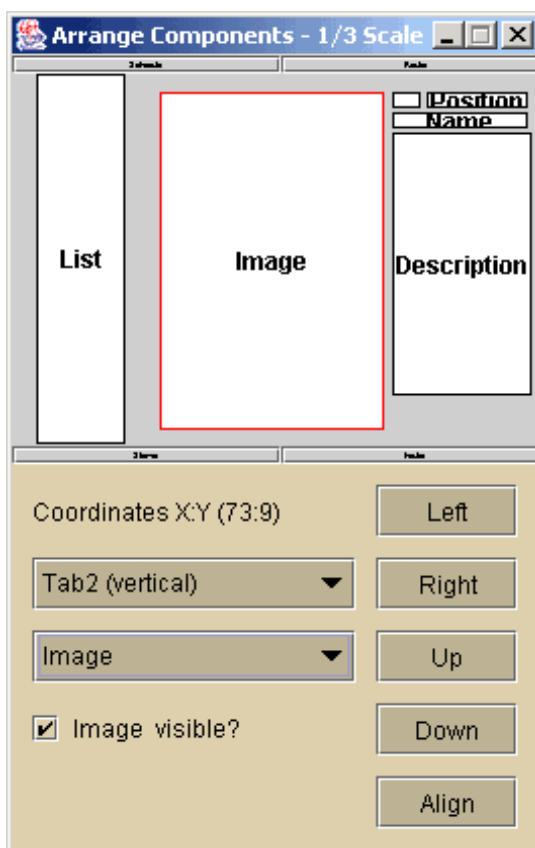 Arrange Components - 1/3 Scale
Position
Name
List
Image
Description
Coordinates X:Y (73:9)
Left
Tab2 (vertical)
Right
Image
Up
Image visible?
Down
Align